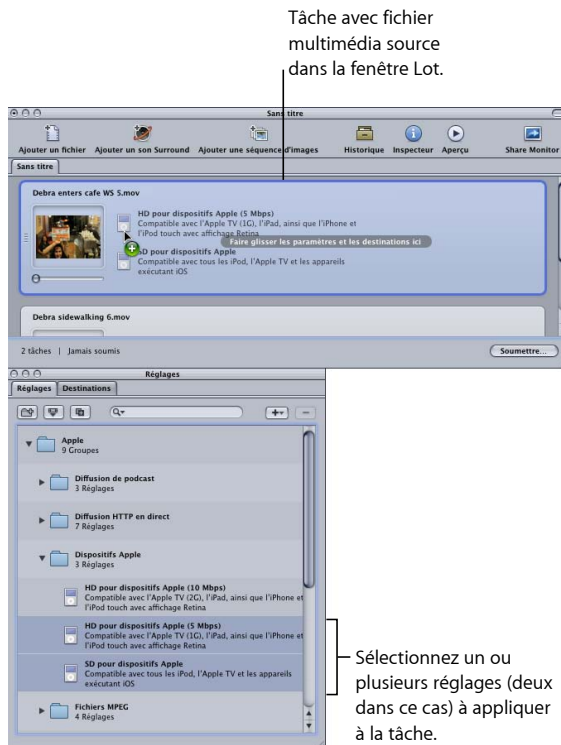 Tâche avec fichier
multimédia source
dans la fenêtre Lot.
Sans titre
Ajouter un fichier Ajouter un son Surround Ajouter une séquence d'images Historique Inspecteur Aperçu Share Monitor
Sans titre
Debra enters cafe WS 5.mov
HD pour dispositifs Apple (5 Mbps)
Compatible avec l'Apple TV (1G), l'iPad, ainsi que l'iPhone et
l'iPod touch avec affichage Retina
Faire glisser les paramètres et les destinations ici
SD pour dispositifs Apple
Compatible avec tous les iPod, l'Apple TV et les appareils
exécutant iOS
Debra sidewalking 6.mov
2 tâches | Jamais soumis
Soumettre...
Réglages
Réglages Destinations
Apple
9 Groupes
Diffusion de podcast
3 Réglages
Diffusion HTTP en direct
7 Réglages
Dispositifs Apple
3 Réglages
HD pour dispositifs Apple (10 Mbps)
Compatible avec l'Apple TV (2G), l'iPad, ainsi que l'iPhone et
l'iPod touch avec affichage Retina
HD pour dispositifs Apple (5 Mbps)
Compatible avec l'Apple TV (1G), l'iPad, ainsi que l'iPhone et
l'iPod touch avec affichage Retina
SD pour dispositifs Apple
Compatible avec tous les iPod, l'Apple TV et les appareils
exécutant iOS
Fichiers MPEG
4 Réglages
Sélectionnez un ou
plusieurs réglages (deux
dans ce cas) à appliquer
à la tâche.